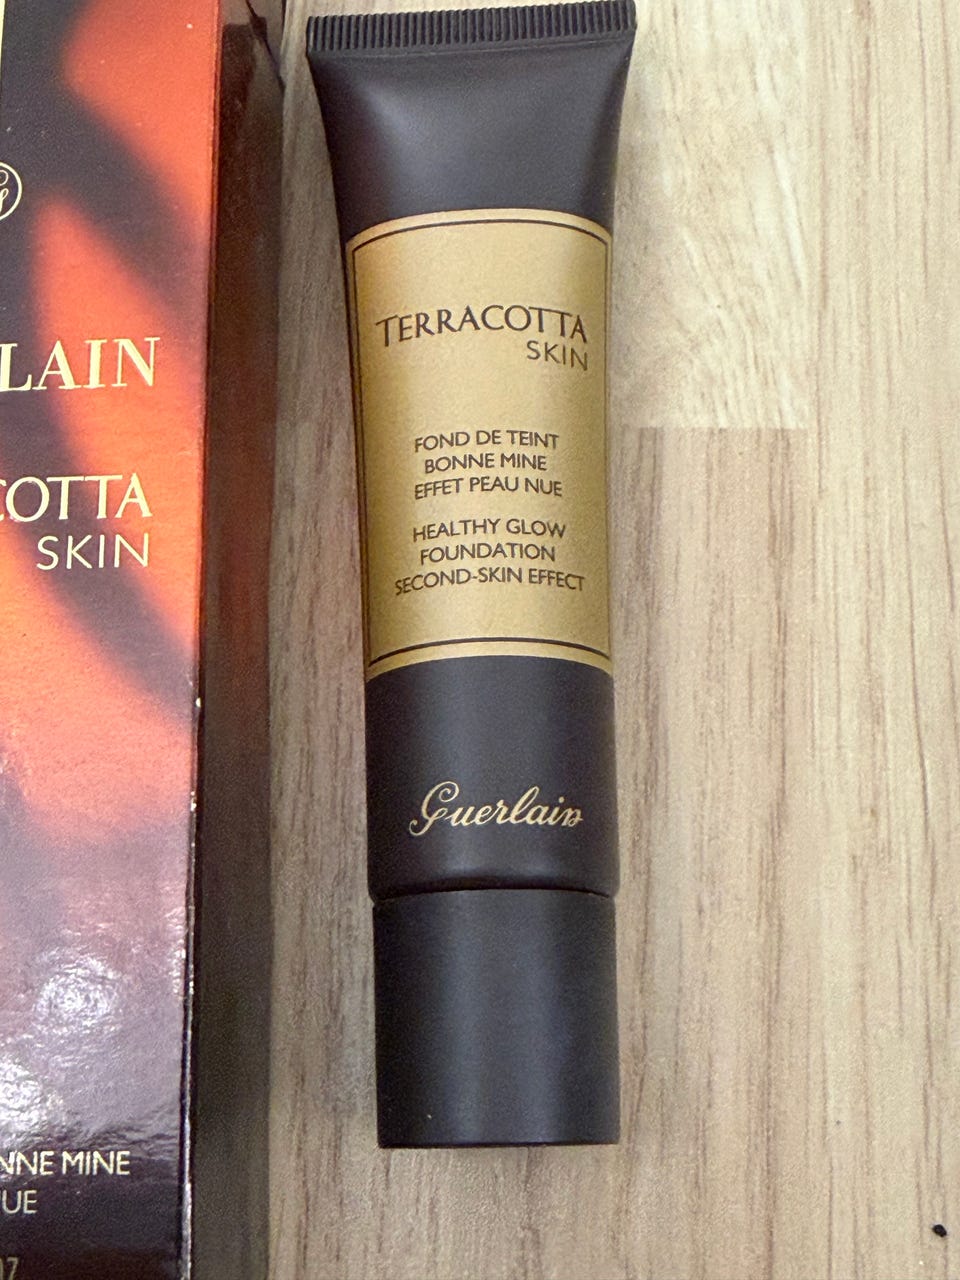 LAIN
COTTA
SKIN
NNE MINE
UE
OZ
TERRACOTTA
SKIN
FOND DE TEINT
BONNE MINE
EFFET PEAU NUE
HEALTHY GLOW
FOUNDATION
SECOND-SKIN EFFECT
Guerlain